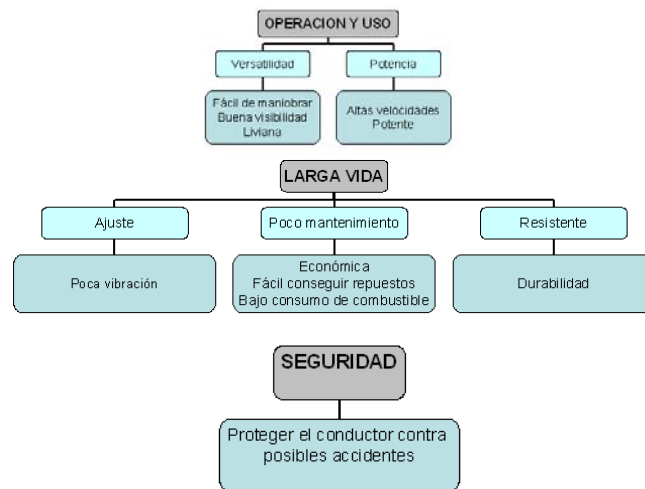 OPERACION Y USO
Versatilidad
Potencia
Fácil de maniobrar
Buena visibilidad
Liviana
Altas velocidades
Potente
LARGA VIDA
Ajuste
Poco mantenimiento
Resistente
Poca vibración
Económica
Fácil conseguir repuestos
Bajo consumo de combustible
Durabilidad
SEGURIDAD
Proteger el conductor contra
posibles accidentes